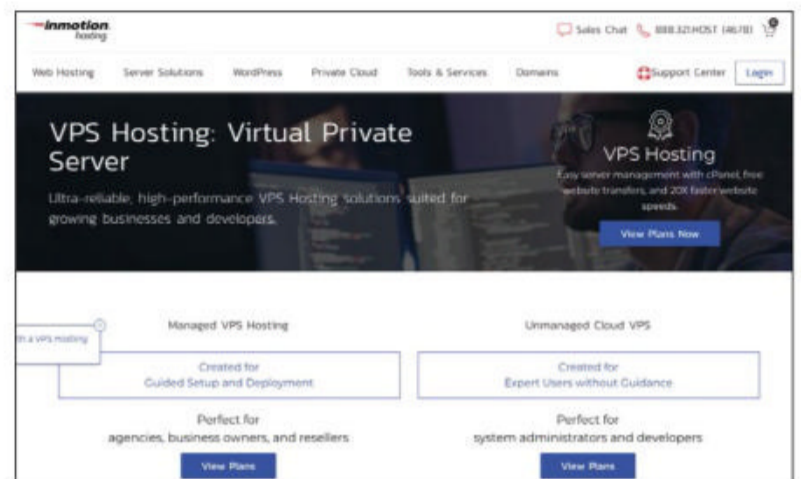 inmotion
hosting
Sales Chat 888.321.HOST (4678) 0
Web Hosting Server Solutions WordPress Private Cloud Tools & Services Domains Support Center Login
VPS Hosting: Virtual Private
Server
Ultra-reliable, high-performance VPS Hosting solutions suited for
growing businesses and developers.
VPS Hosting
Easy server management with cPanel, free
website transfers, and 20X faster website
speeds.
View Plans Now
th a VPS Hosting
Managed VPS Hosting
Created for
Guided Setup and Deployment
Perfect for
agencies, business owners, and resellers
View Plans
Unmanaged Cloud VPS
Created for
Expert Users without Guidance
Perfect for
system administrators and developers
View Plans